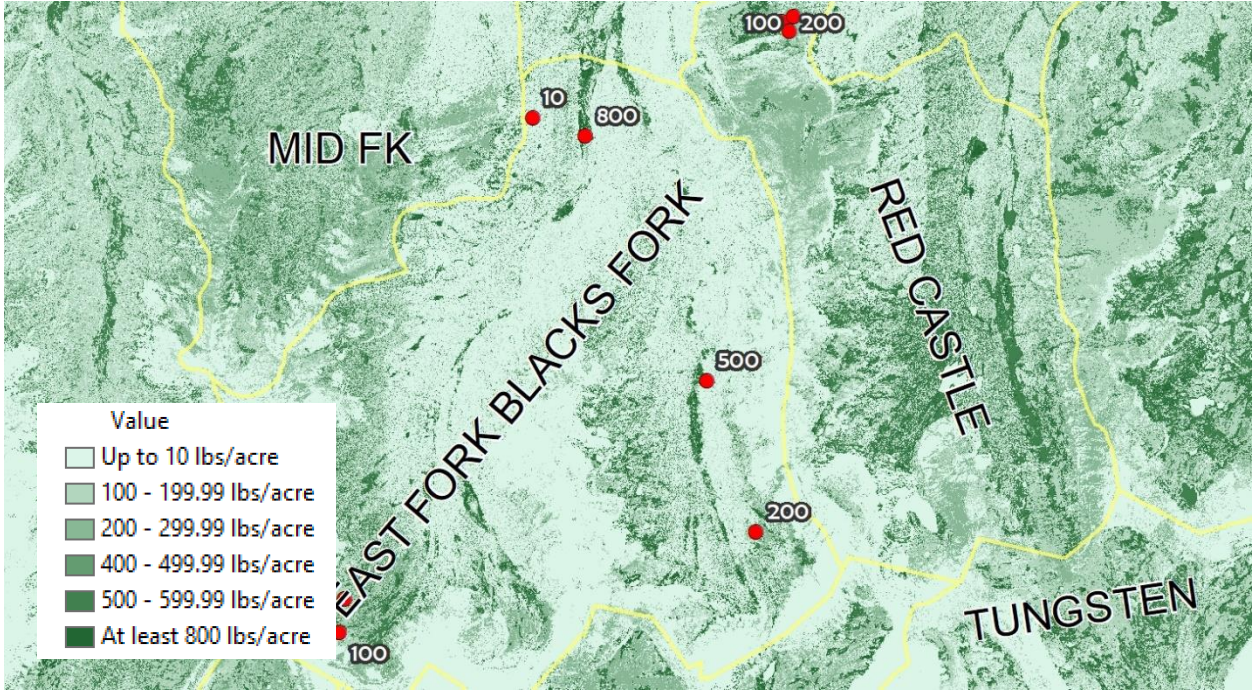 100 200
10
800
MID FK
RED CASTLE
EAST FORK BLACKS FORK
500
200
TUNGSTEN
100
Value
Up to 10 lbs/acre
100 - 199.99 lbs/acre
200 - 299.99 lbs/acre
400 - 499.99 lbs/acre
500 - 599.99 lbs/acre
At least 800 lbs/acre